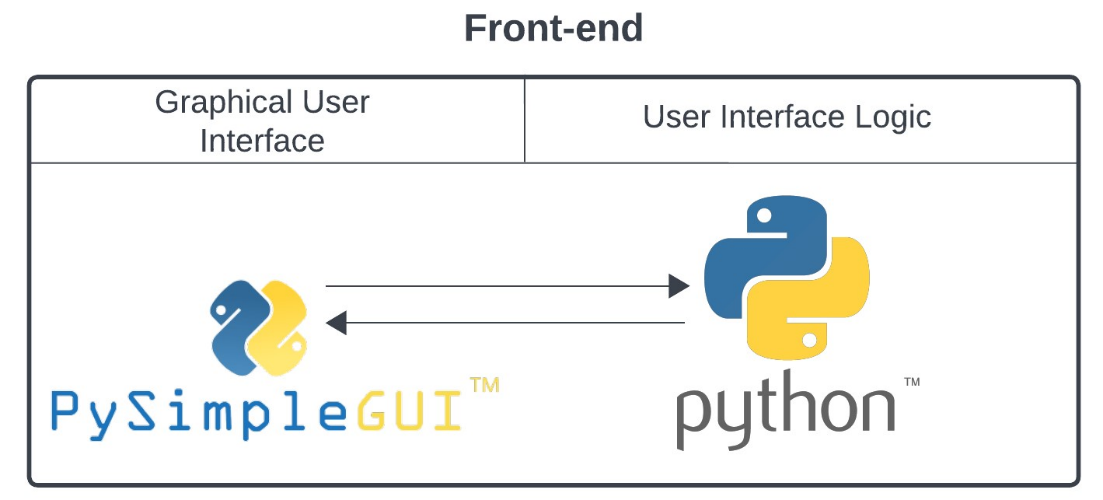 Front-end
Graphical User
Interface
User Interface Logic
PySimpleGUI™
python™